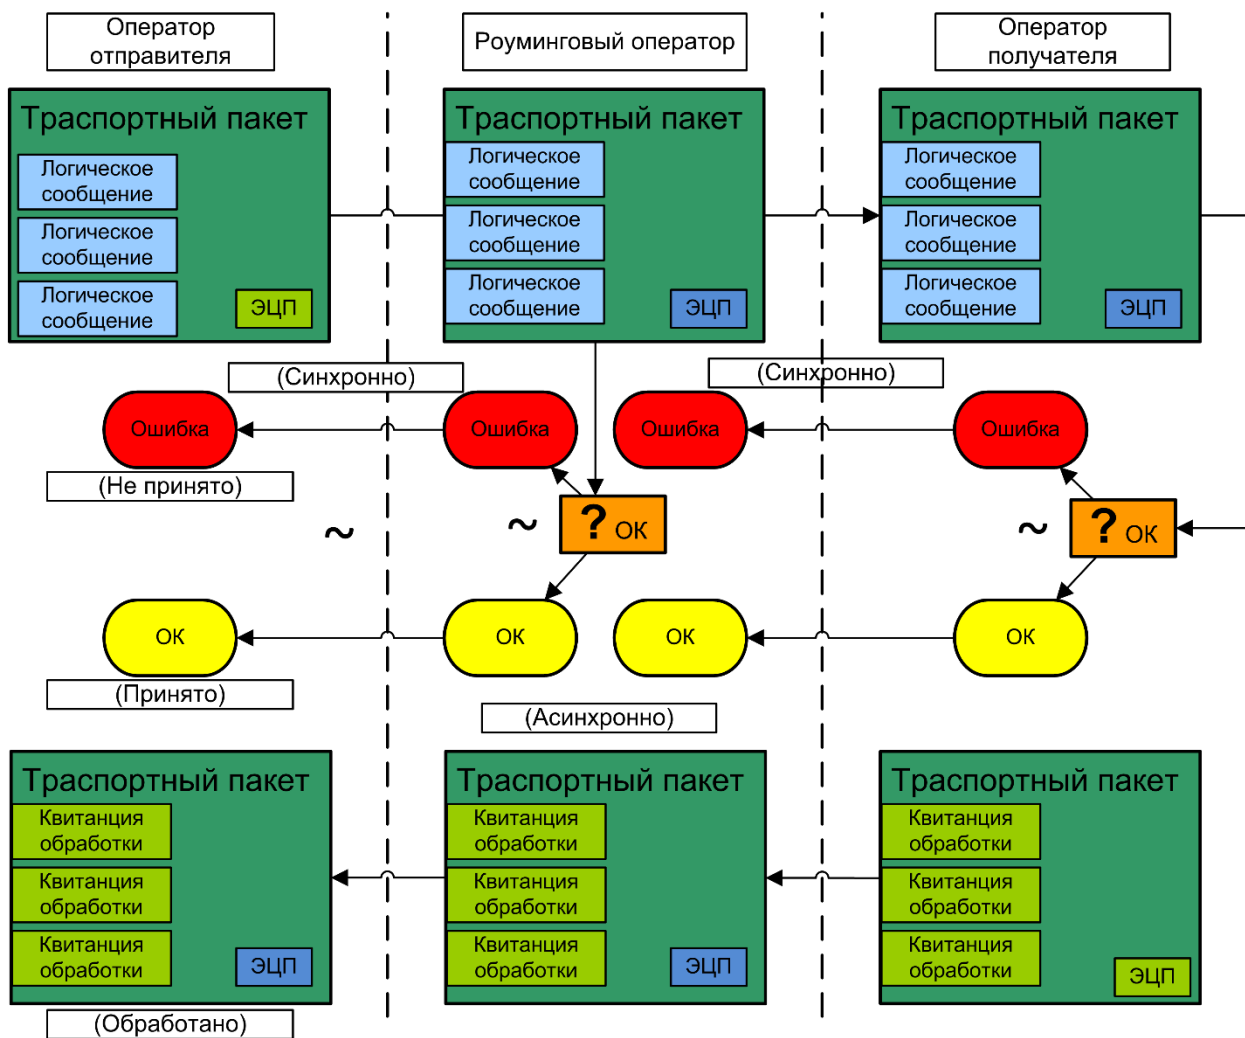 Оператор
отправителя
Роуминговый оператор
Оператор
получателя
Траспортный пакет
Логическое
сообщение
Логическое
сообщение
Логическое
сообщение
ЭЦП
Траспортный пакет
Логическое
сообщение
Логическое
сообщение
Логическое
сообщение
ЭЦП
Траспортный пакет
Логическое
сообщение
Логическое
сообщение
Логическое
сообщение
ЭЦП
(Синхронно)
(Синхронно)
Ошибка
Ошибка
Ошибка
Ошибка
(Не принято)
~
~
? ОК
~
? ОК
ОК
ОК
ОК
ОК
(Принято)
(Асинхронно)
Траспортный пакет
Квитанция
обработки
Квитанция
обработки
Квитанция
обработки
ЭЦП
Траспортный пакет
Квитанция
обработки
Квитанция
обработки
Квитанция
обработки
ЭЦП
Траспортный пакет
Квитанция
обработки
Квитанция
обработки
Квитанция
обработки
ЭЦП
(Обработано)